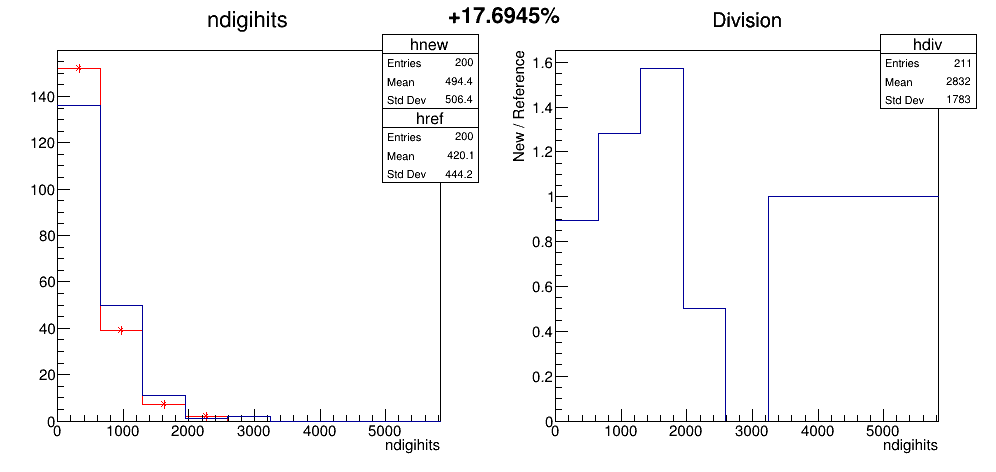 +17.6945%
ndigihits
hnew
Entries 200
Mean 494.4
Std Dev 506.4
href
Entries 200
Mean 420.1
Std Dev 444.2
140
120
100
80
60
40
20
0
0 1000 2000 3000 4000 5000
ndigihits
Division
hdiv
Entries 211
Mean 2832
Std Dev 1783
New / Reference
1.6
1.4
1.2
1
0.8
0.6
0.4
0.2
0
0 1000 2000 3000 4000 5000
ndigihits